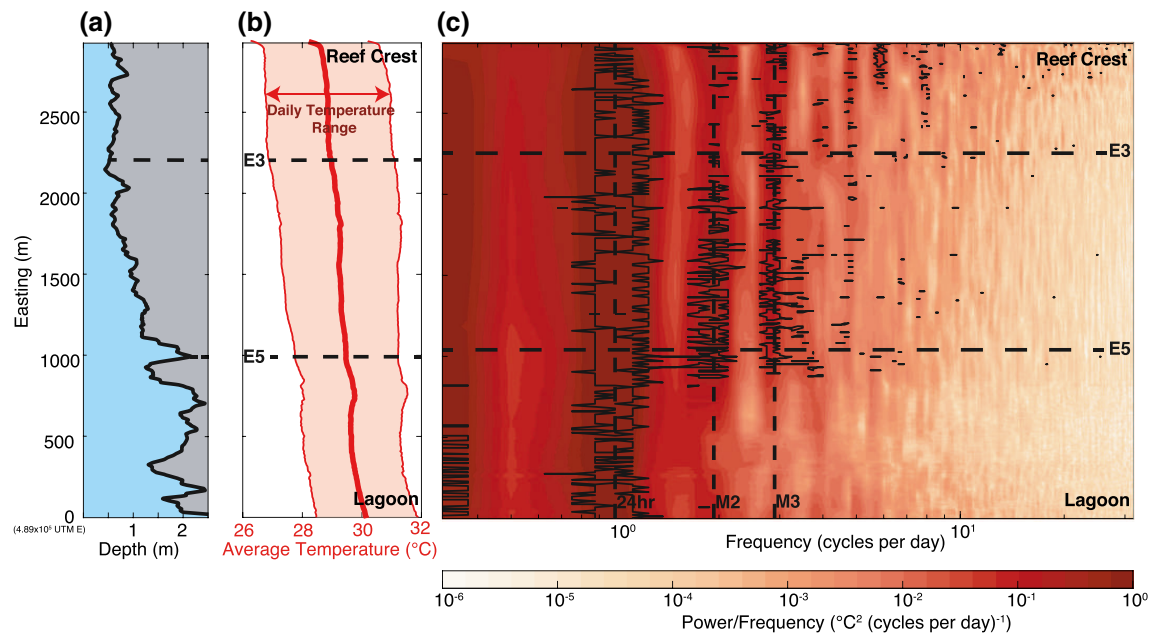 (a)
(b)
(c)
Easting (m)
2500
2000
1500
1000
500
0
(4.89x10⁵ UTM E)
1
2
Depth (m)
Reef Crest
Daily Temperature
Range
E3
E5
Lagoon
26
28
30
32
Average Temperature (°C)
Reef Crest
E3
E5
24hr
M2
M3
Lagoon
10⁰
10¹
Frequency (cycles per day)
10⁻⁶
10⁻⁵
10⁻⁴
10⁻³
10⁻²
10⁻¹
10⁰
Power/Frequency (°C² (cycles per day)⁻¹)